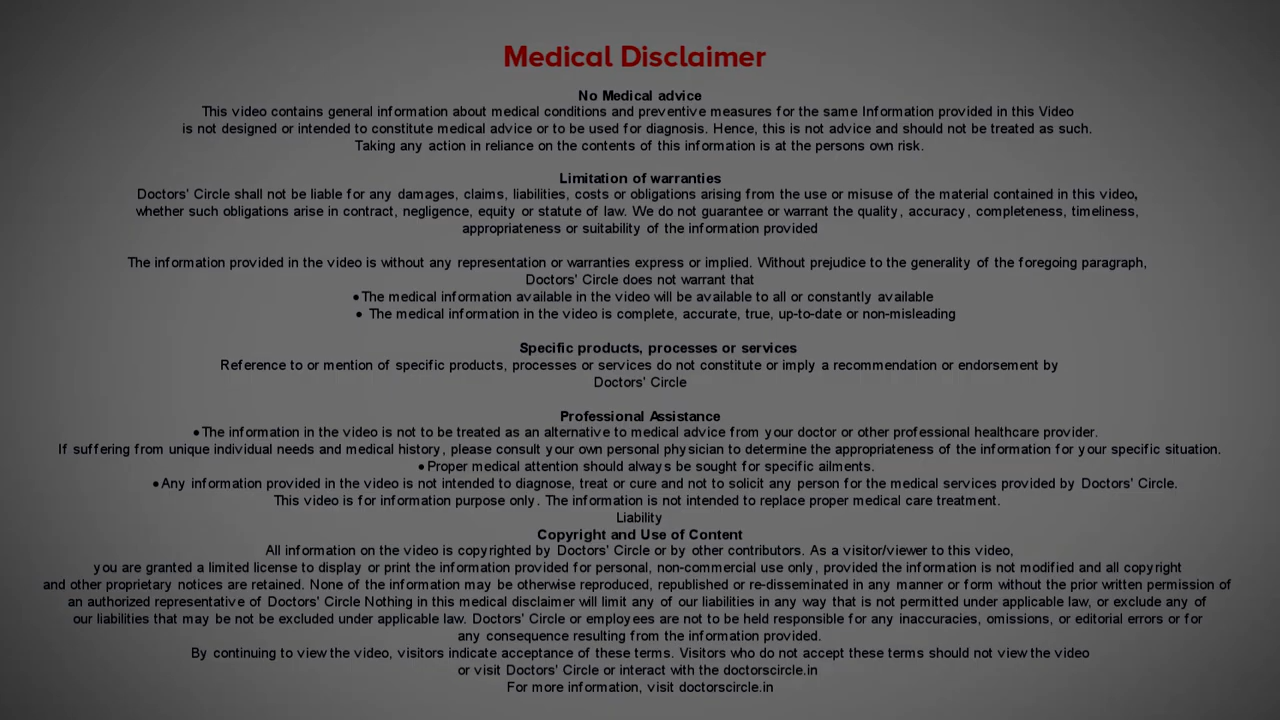 Medical Disclaimer
No Medical advice
This video contains general information about medical conditions and preventive measures for the same Information provided in this Video
is not designed or intended to constitute medical advice or to be used for diagnosis. Hence, this is not advice and should not be treated as such.
Taking any action in reliance on the contents of this information is at the persons own risk.
Limitation of warranties
Doctors' Circle shall not be liable for any damages, claims, liabilities, costs or obligations arising from the use or misuse of the material contained in this video,
whether such obligations arise in contract, negligence, equity or statute of law. We do not guarantee or warrant the quality, accuracy, completeness, timeliness,
appropriateness or suitability of the information provided
The information provided in the video is without any representation or warranties express or implied. Without prejudice to the generality of the foregoing paragraph,
Doctors' Circle does not warrant that
•The medical information available in the video will be available to all or constantly available
• The medical information in the video is complete, accurate, true, up-to-date or non-misleading
Specific products, processes or services
Reference to or mention of specific products, processes or services do not constitute or imply a recommendation or endorsement by
Doctors' Circle
Professional Assistance
•The information in the video is not to be treated as an alternative to medical advice from your doctor or other professional healthcare provider.
If suffering from unique individual needs and medical history, please consult your own personal physician to determine the appropriateness of the information for your specific situation.
•Proper medical attention should always be sought for specific ailments.
•Any information provided in the video is not intended to diagnose, treat or cure and not to solicit any person for the medical services provided by Doctors' Circle.
This video is for information purpose only. The information is not intended to replace proper medical care treatment.
Liability
Copyright and Use of Content
All information on the video is copyrighted by Doctors' Circle or by other contributors. As a visitor/viewer to this video,
you are granted a limited license to display or print the information provided for personal, non-commercial use only, provided the information is not modified and all copyright
and other proprietary notices are retained. None of the information may be otherwise reproduced, republished or re-disseminated in any manner or form without the prior written permission of
an authorized representative of Doctors' Circle Nothing in this medical disclaimer will limit any of our liabilities in any way that is not permitted under applicable law, or exclude any of
our liabilities that may be not be excluded under applicable law. Doctors' Circle or employees are not to be held responsible for any inaccuracies, omissions, or editorial errors or for
any consequence resulting from the information provided.
By continuing to view the video, visitors indicate acceptance of these terms. Visitors who do not accept these terms should not view the video
or visit Doctors' Circle or interact with the doctorscircle.in
For more information, visit doctorscircle.in